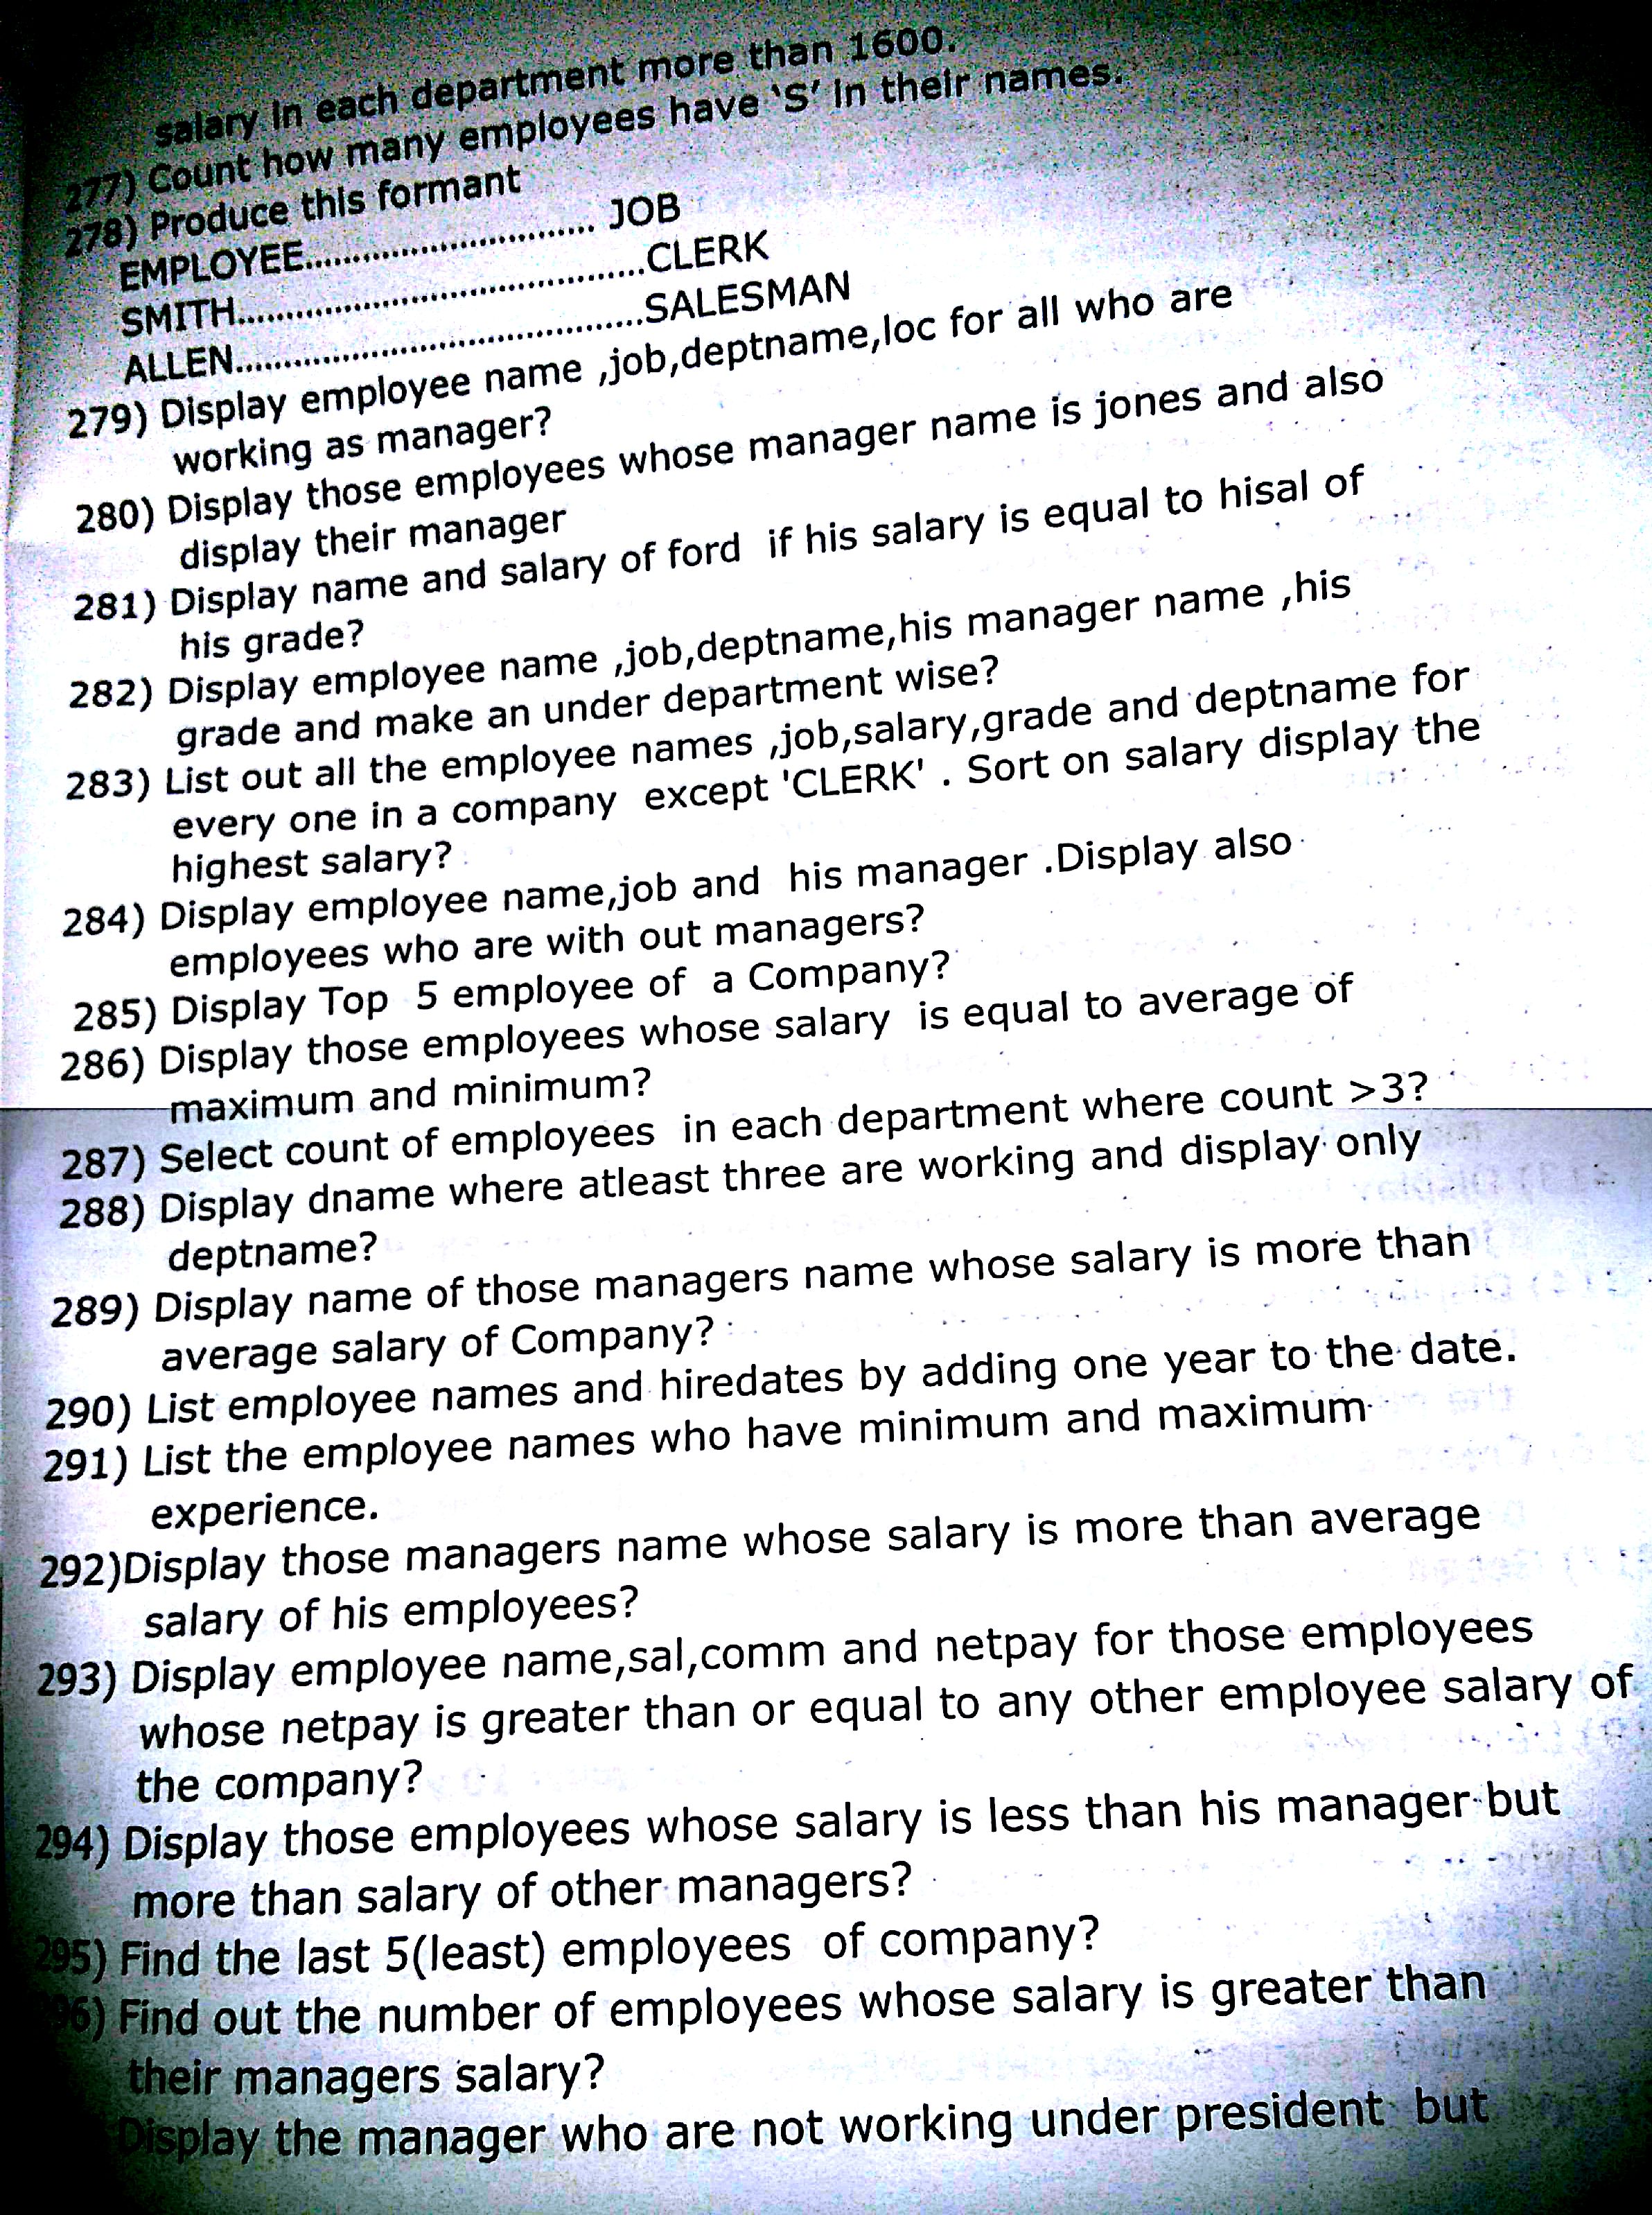 salary in each department more than 1600.
277) Count how many employees have 'S' in their names.
278) Produce this formant
EMPLOYEE.............................. JOB
SMITH..........................................CLERK
ALLEN..........................................SALESMAN
279) Display employee name ,job,deptname,loc for all who are
working as manager?
280) Display those employees whose manager name is jones and also
display their manager
281) Display name and salary of ford if his salary is equal to hisal of
his grade?
282) Display employee name ,job,deptname,his manager name ,his
grade and make an under department wise?
283) List out all the employee names ,job,salary,grade and deptname for
every one in a company except 'CLERK' . Sort on salary display the
highest salary?
284) Display employee name,job and his manager .Display also
employees who are with out managers?
285) Display Top 5 employee of a Company?
286) Display those employees whose salary is equal to average of
maximum and minimum?
287) Select count of employees in each department where count >3?
288) Display dname where atleast three are working and display only
deptname?
289) Display name of those managers name whose salary is more than
average salary of Company?
290) List employee names and hiredates by adding one year to the date.
291) List the employee names who have minimum and maximum
experience.
292)Display those managers name whose salary is more than average
salary of his employees?
293) Display employee name,sal,comm and netpay for those employees
whose netpay is greater than or equal to any other employee salary of
the company?
294) Display those employees whose salary is less than his manager but
more than salary of other managers?
295) Find the last 5(least) employees of company?
96) Find out the number of employees whose salary is greater than
their managers salary?
Display the manager who are not working under president but